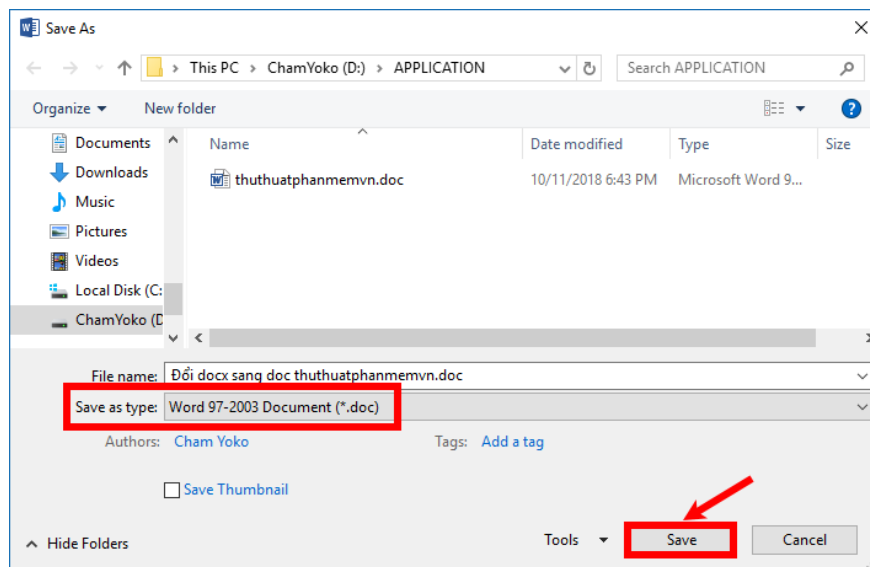 Save As
This PC > ChamYoko (D:) > APPLICATION
Search APPLICATION
Organize
New folder
Documents
Downloads
Music
Pictures
Videos
Local Disk (C:
ChamYoko (D
Name
Date modified
Type
Size
thuthuatphanmemvn.doc
10/11/2018 6:43 PM
Microsoft Word 9...
File name: Đổi docx sang doc thuthuatphanmemvn.doc
Save as type: Word 97-2003 Document (*.doc)
Authors: Cham Yoko
Tags: Add a tag
Save Thumbnail
Hide Folders
Tools
Save
Cancel